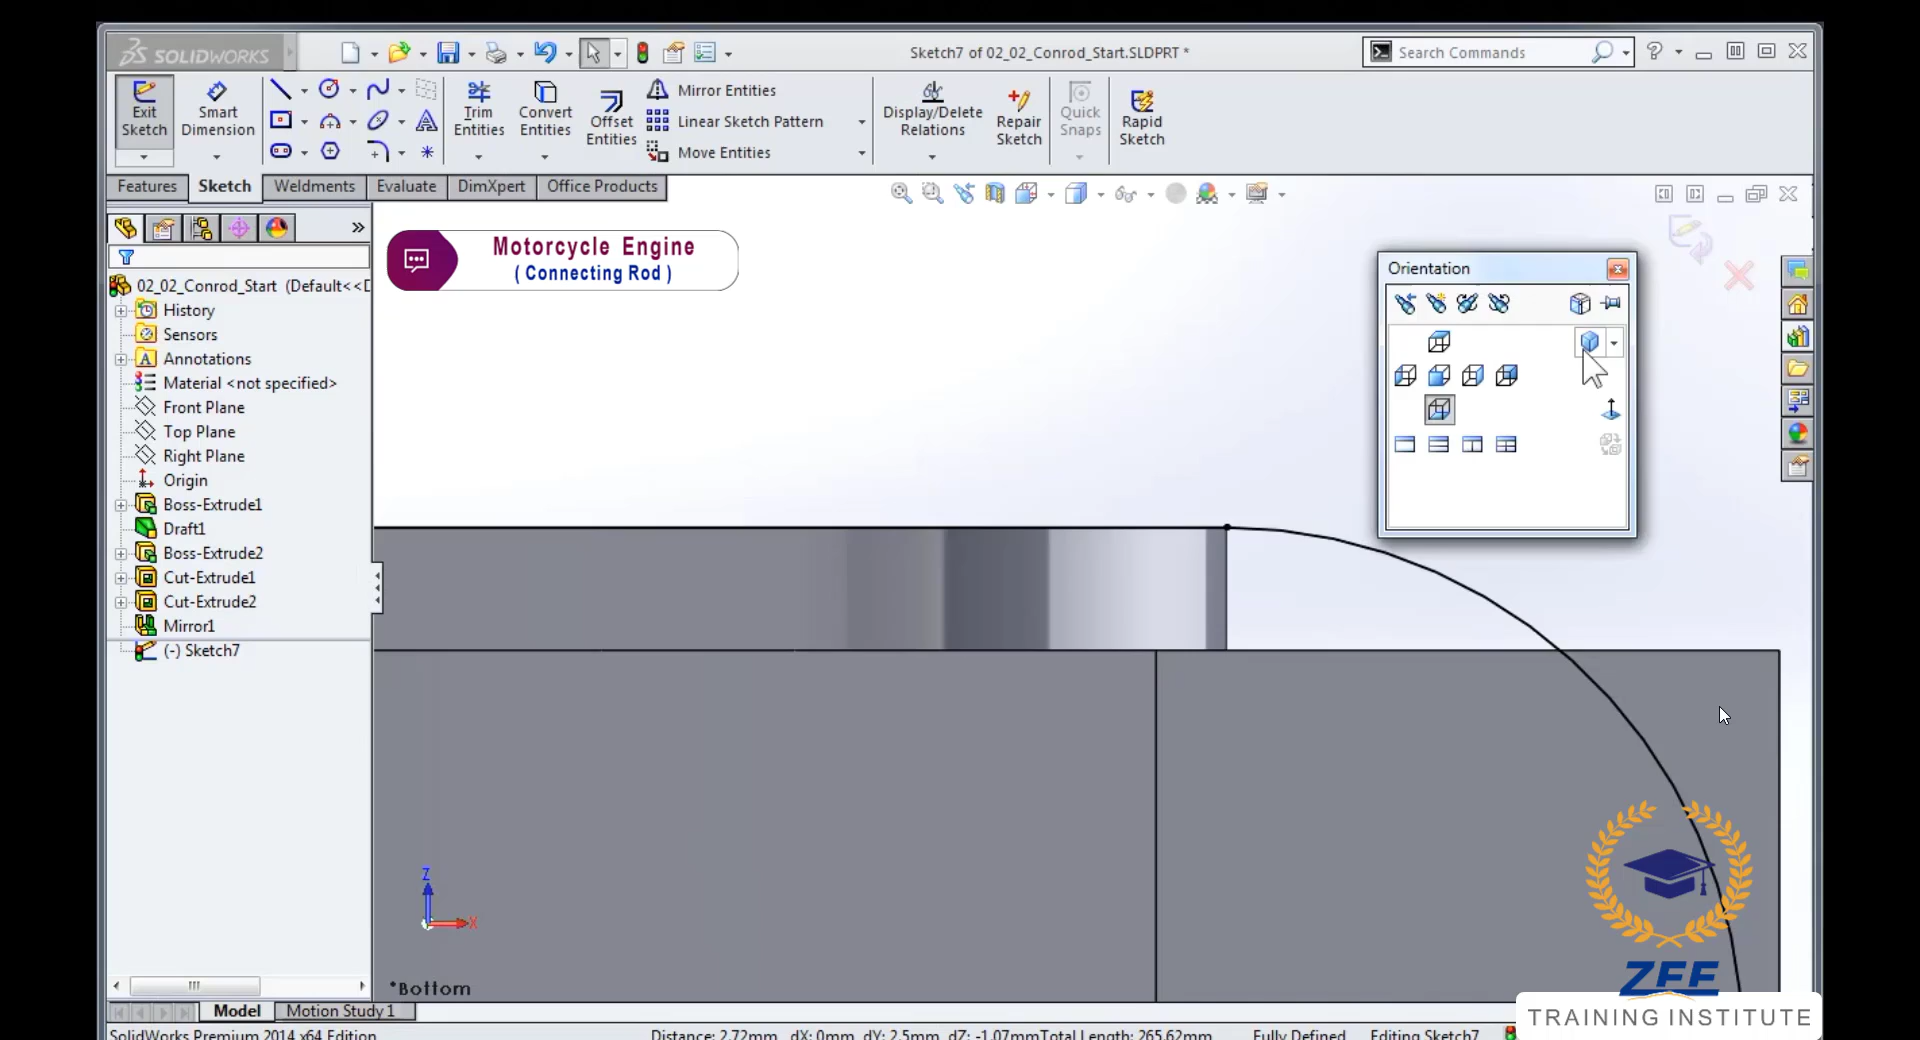 SOLIDWORKS
Sketch7 of 02_02_Conrod_Start.SLDPRT *
Search Commands
Exit Sketch
Smart Dimension
Trim Entities
Convert Entities
Offset Entities
Mirror Entities
Linear Sketch Pattern
Move Entities
Display/Delete Relations
Repair Sketch
Quick Snaps
Rapid Sketch
Features
Sketch
Weldments
Evaluate
DimXpert
Office Products
Motorcycle Engine
( Connecting Rod )
Orientation
02_02_Conrod_Start (Default<<D
History
Sensors
Annotations
Material <not specified>
Front Plane
Top Plane
Right Plane
Origin
Boss-Extrude1
Draft1
Boss-Extrude2
Cut-Extrude1
Cut-Extrude2
Mirror1
(-) Sketch7
Z
X
*Bottom
ZEE
TRAINING INSTITUTE
Model
Motion Study 1
SolidWorks Premium 2014 x64 Edition
Distance: 2.72mm dX: 0mm dY: 2.5mm dZ: -1.07mm Total Length: 265.62mm
Fully Defined
Editing Sketch7